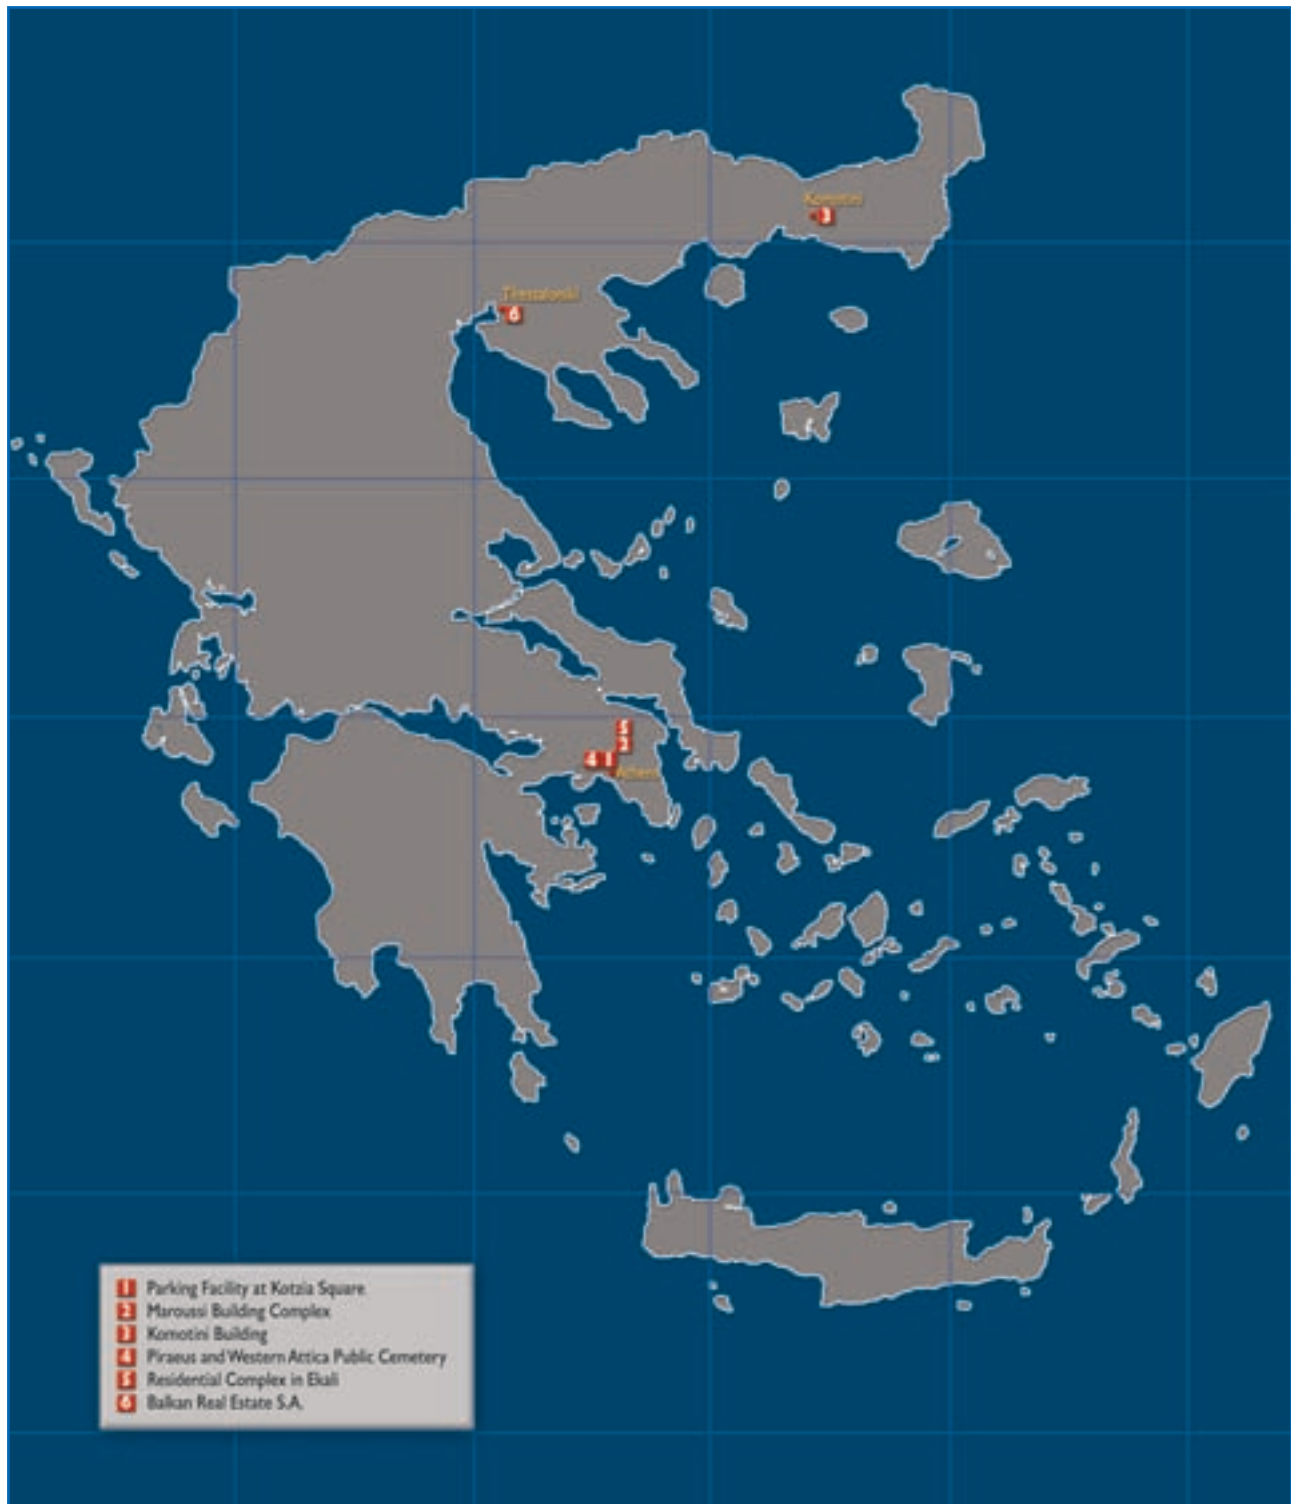 Komotini
3
Thessaloniki
6
5
2
4 1
Athens
1 Parking Facility at Kotzia Square
2 Maroussi Building Complex
3 Komotini Building
4 Piraeus and Western Attica Public Cemetery
5 Residential Complex in Ekali
6 Balkan Real Estate S.A.